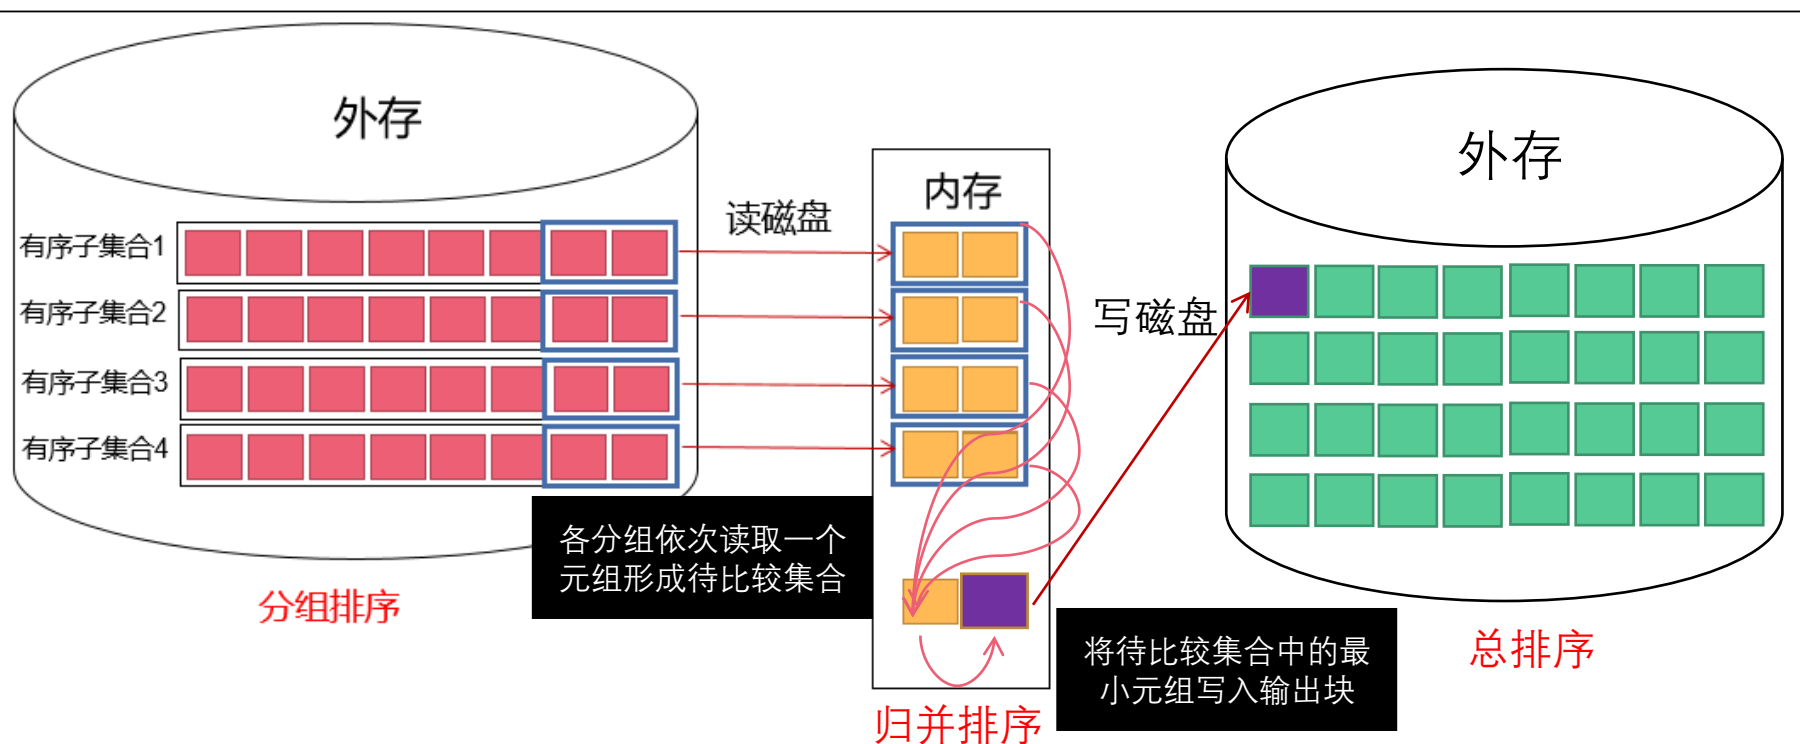 外存
有序子集合1
有序子集合2
有序子集合3
有序子集合4
分组排序
读磁盘
内存
各分组依次读取一个
元组形成待比较集合
归并排序
写磁盘
将待比较集合中的最
小元组写入输出块
外存
总排序